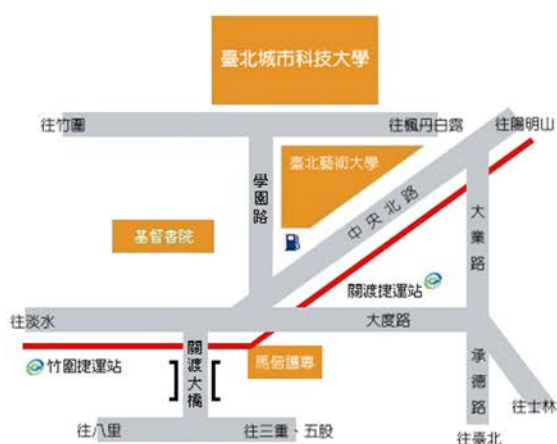 臺北城市科技大學
往竹圍
往楓丹白露
往陽明山
學園路
臺北藝術大學
中央北路
大業路
基督書院
關渡捷運站
往淡水
大度路
竹圍捷運站
關渡大橋
馬偕護專
承德路
往士林
往八里
往三重、五股
往臺北